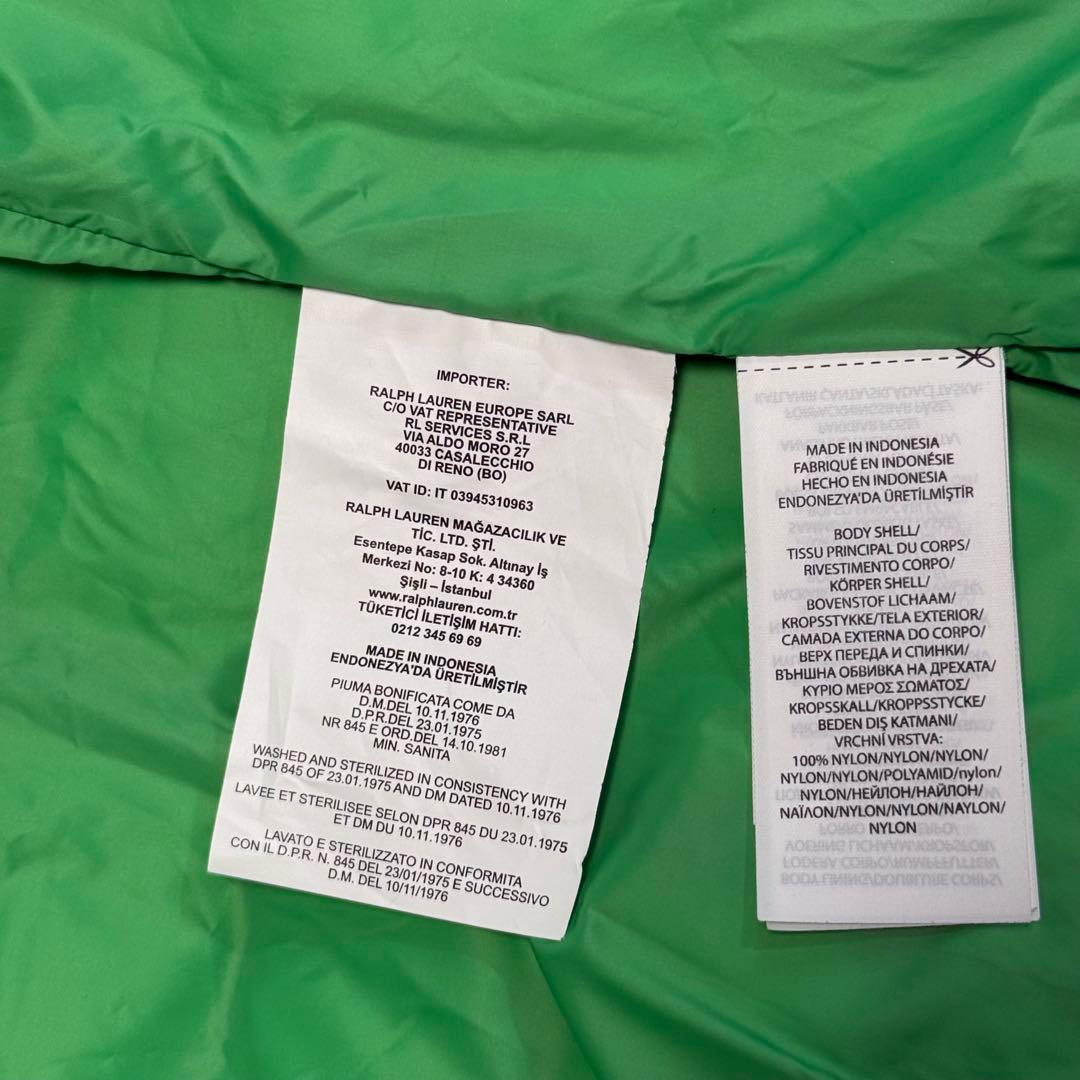 IMPORTER:
RALPH LAUREN EUROPE SARL
C/O VAT REPRESENTATIVE
RL SERVICES S.R.L
VIA ALDO MORO 27
40033 CASALECCHIO
DI RENO (BO)
VAT ID: IT 03945310963
RALPH LAUREN MAĞAZACILIK VE
TİC. LTD. ŞTİ.
Esentepe Kasap Sok. Altınay İş
Merkezi No: 8-10 K: 4 34360
Şişli – İstanbul
www.ralphlauren.com.tr
TÜKETİCİ İLETİŞİM HATTI:
0212 345 69 69
MADE IN INDONESIA
ENDONEZYA'DA ÜRETİLMİŞTİR
PIUMA BONIFICATA COME DA
D.M.DEL 10.11.1976
D.P.R.DEL 23.01.1975
NR 845 E ORD.DEL 14.10.1981
MIN. SANITA
WASHED AND STERILIZED IN CONSISTENCY WITH
DPR 845 OF 23.01.1975 AND DM DATED 10.11.1976
LAVEE ET STERILISEE SELON DPR 845 DU 23.01.1975
ET DM DU 10.11.1976
LAVATO E STERILIZZATO IN CONFORMITA
CON IL D.P.R. N. 845 DEL 23/01/1975 E SUCCESSIVO
D.M. DEL 10/11/1976
MADE IN INDONESIA
FABRIQUÉ EN INDONÉSIE
HECHO EN INDONESIA
ENDONEZYA'DA ÜRETİLMİŞTİR
BODY SHELL/
TISSU PRINCIPAL DU CORPS/
RIVESTIMENTO CORPO/
KÖRPER SHELL/
BOVENSTOF LICHAAM/
KROPSSTYKKE/TELA EXTERIOR/
CAMADA EXTERNA DO CORPO/
ВЕРХ ПЕРЕДА И СПИНКИ/
ВЪНШНА ОБВИВКА НА ДРЕХАТА/
ΚΥΡΙΟ ΜΕΡΟΣ ΣΩΜΑΤΟΣ/
KROPSSKALL/KROPPSSTYCKE/
BEDEN DIŞ KATMANI/
VRCHNÍ VRSTVA:
100% NYLON/NYLON/NYLON/
NYLON/NYLON/POLYAMID/nylon/
NYLON/НЕЙЛОН/НАЙЛОН/
ΝΑΪΛΟΝ/NYLON/NYLON/NAYLON/
NYLON